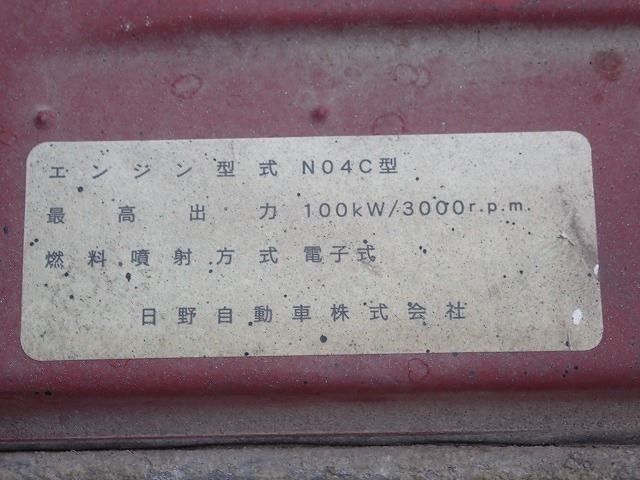 エンジン型式 N04C型
最高出力 100kW/3000r.p.m.
燃料噴射方式 電子式
日野自動車株式会社